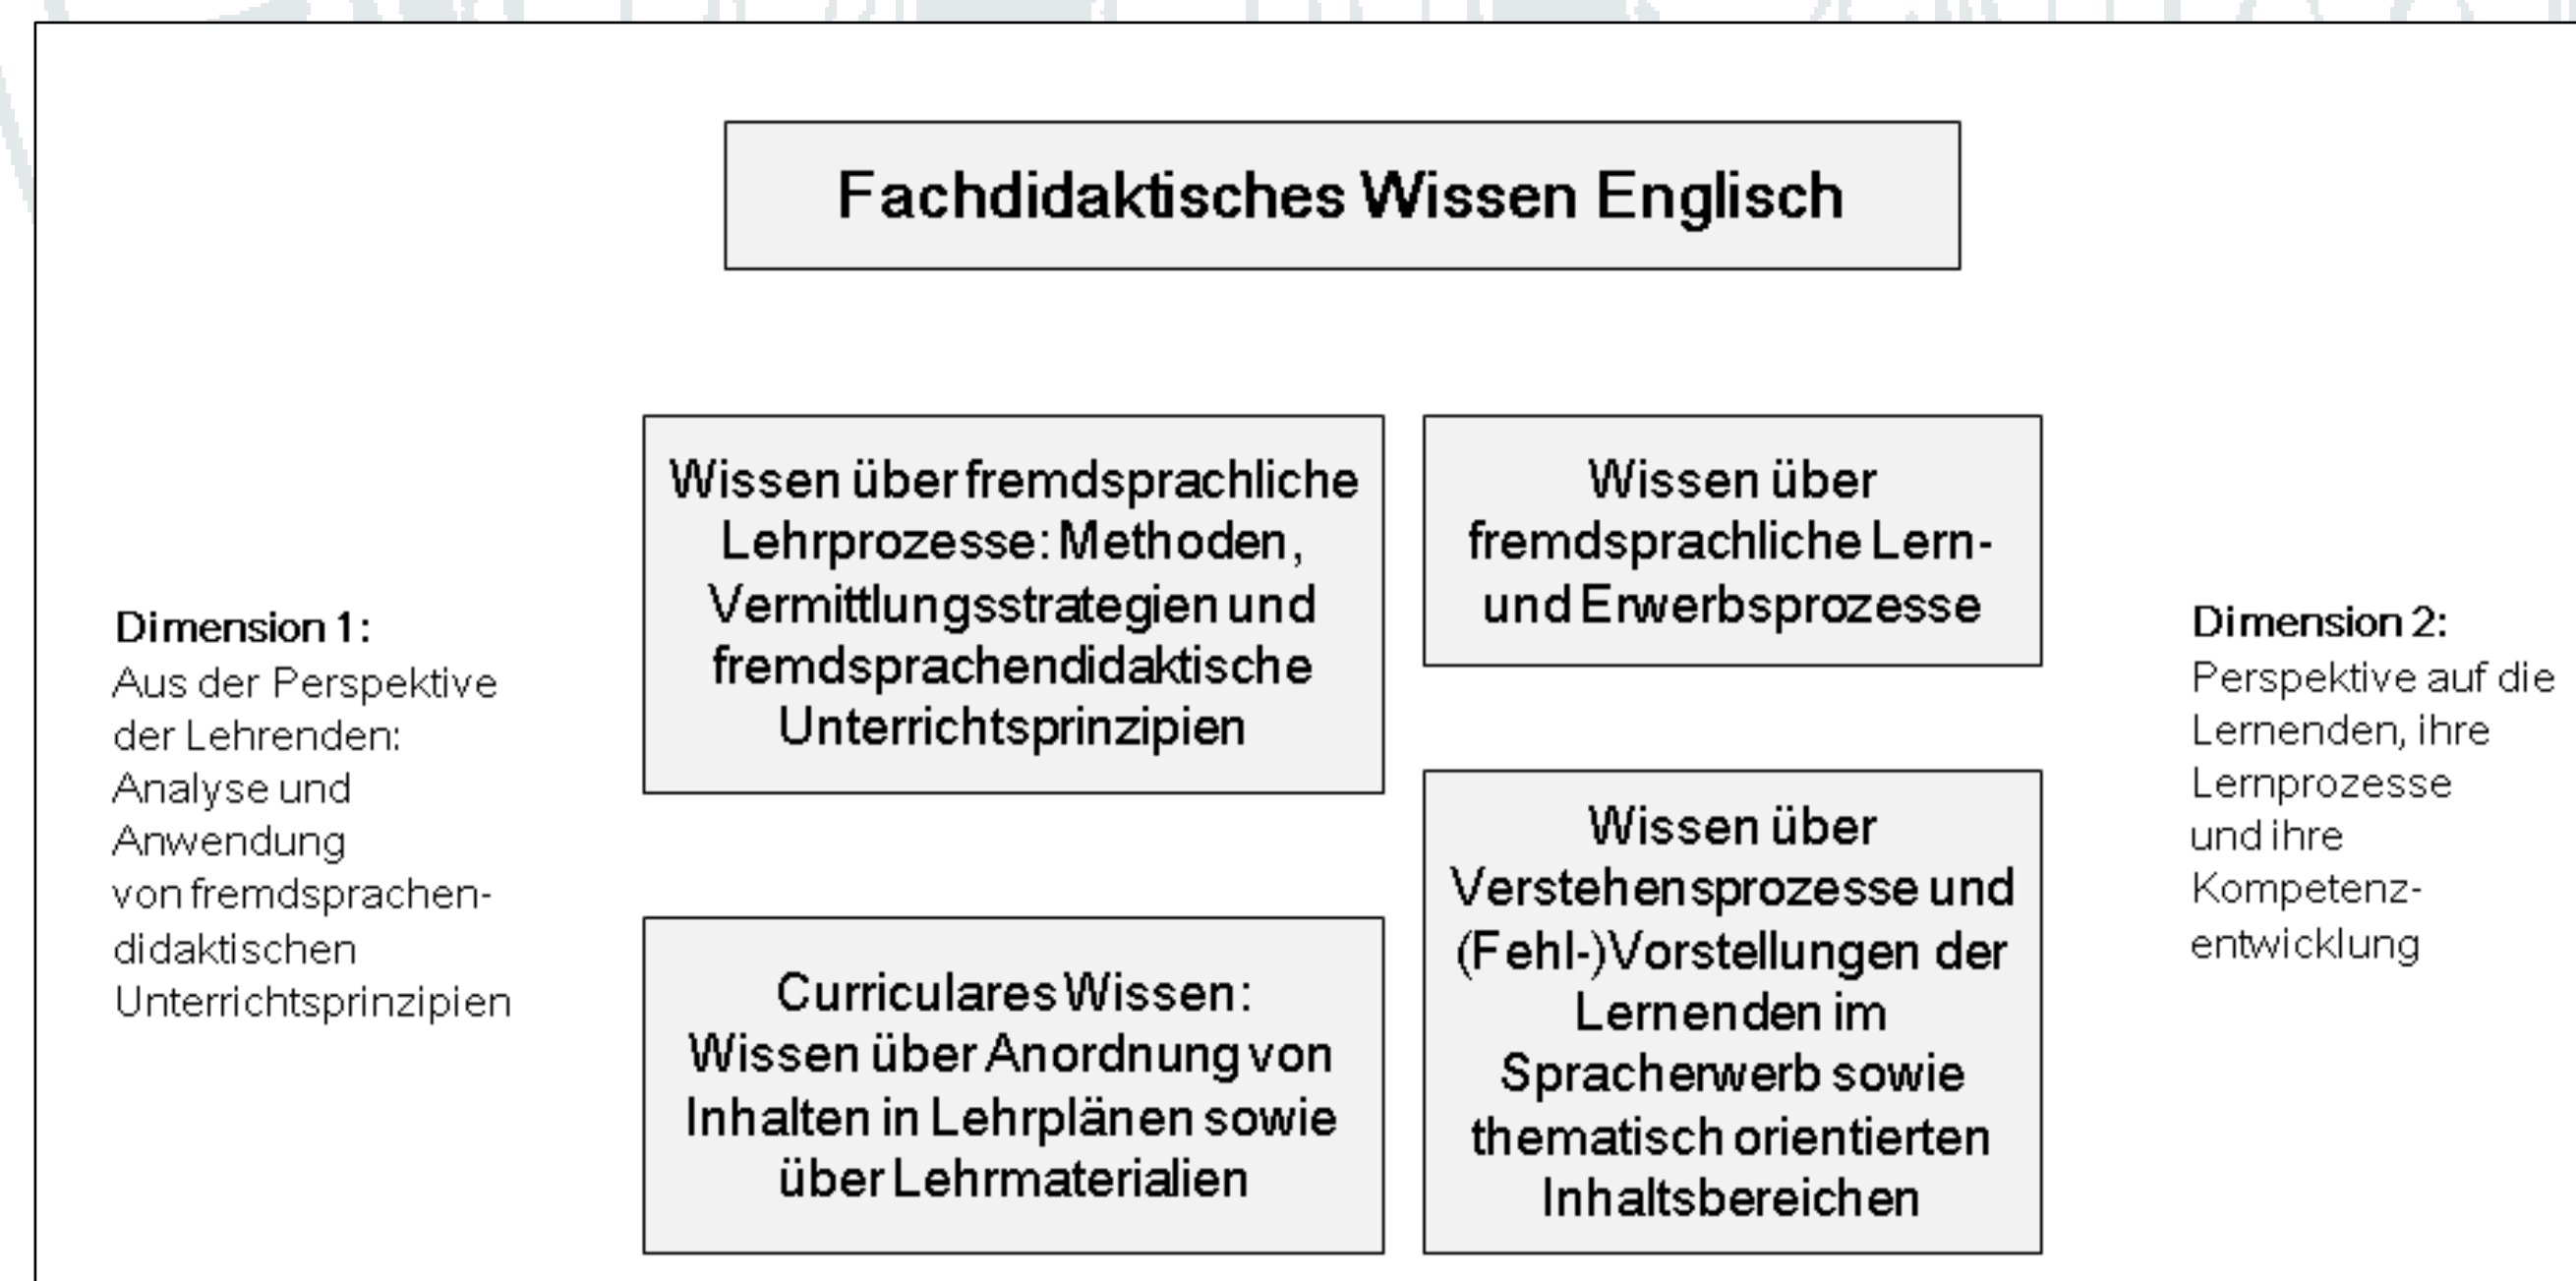 Fachdidaktisches Wissen Englisch
Dimension 1:
Aus der Perspektive
der Lehrenden:
Analyse und
Anwendung
von fremdsprachen-
didaktischen
Unterrichtsprinzipien
Wissen über fremdsprachliche
Lehrprozesse: Methoden,
Vermittlungsstrategien und
fremdsprachendidaktische
Unterrichtsprinzipien
Curriculares Wissen:
Wissen über Anordnung von
Inhalten in Lehrplänen sowie
über Lehrmaterialien
Wissen über
fremdsprachliche Lern-
und Erwerbsprozesse
Wissen über
Verstehensprozesse und
(Fehl-)Vorstellungen der
Lernenden im
Spracherwerb sowie
thematisch orientierten
Inhaltsbereichen
Dimension 2:
Perspektive auf die
Lernenden, ihre
Lernprozesse
und ihre
Kompetenz-
entwicklung